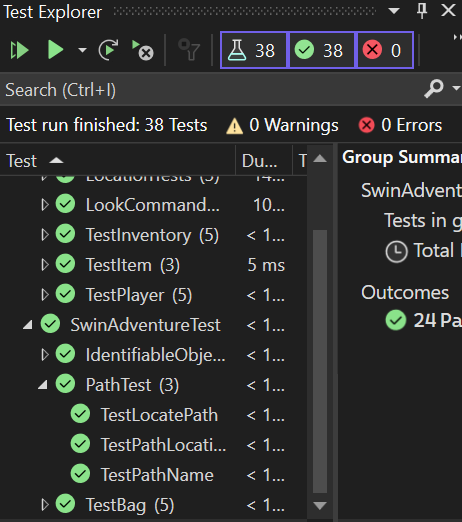 Test Explorer
38 38 0
Search (Ctrl+I)
Test run finished: 38 Tests 0 Warnings 0 Errors
Test Du... T Group Summa
LocationTests (3) 14...
LookCommand... 10... SwinAdvent
TestInventory (5) < 1... Tests in g
TestItem (3) 5 ms Total
TestPlayer (5) < 1... Outcomes
SwinAdventureTest < 1... 24 Pa
IdentifiableObje... < 1...
PathTest (3) < 1...
TestLocatePath < 1...
TestPathLocati... < 1...
TestPathName < 1...
TestBag (5) < 1...